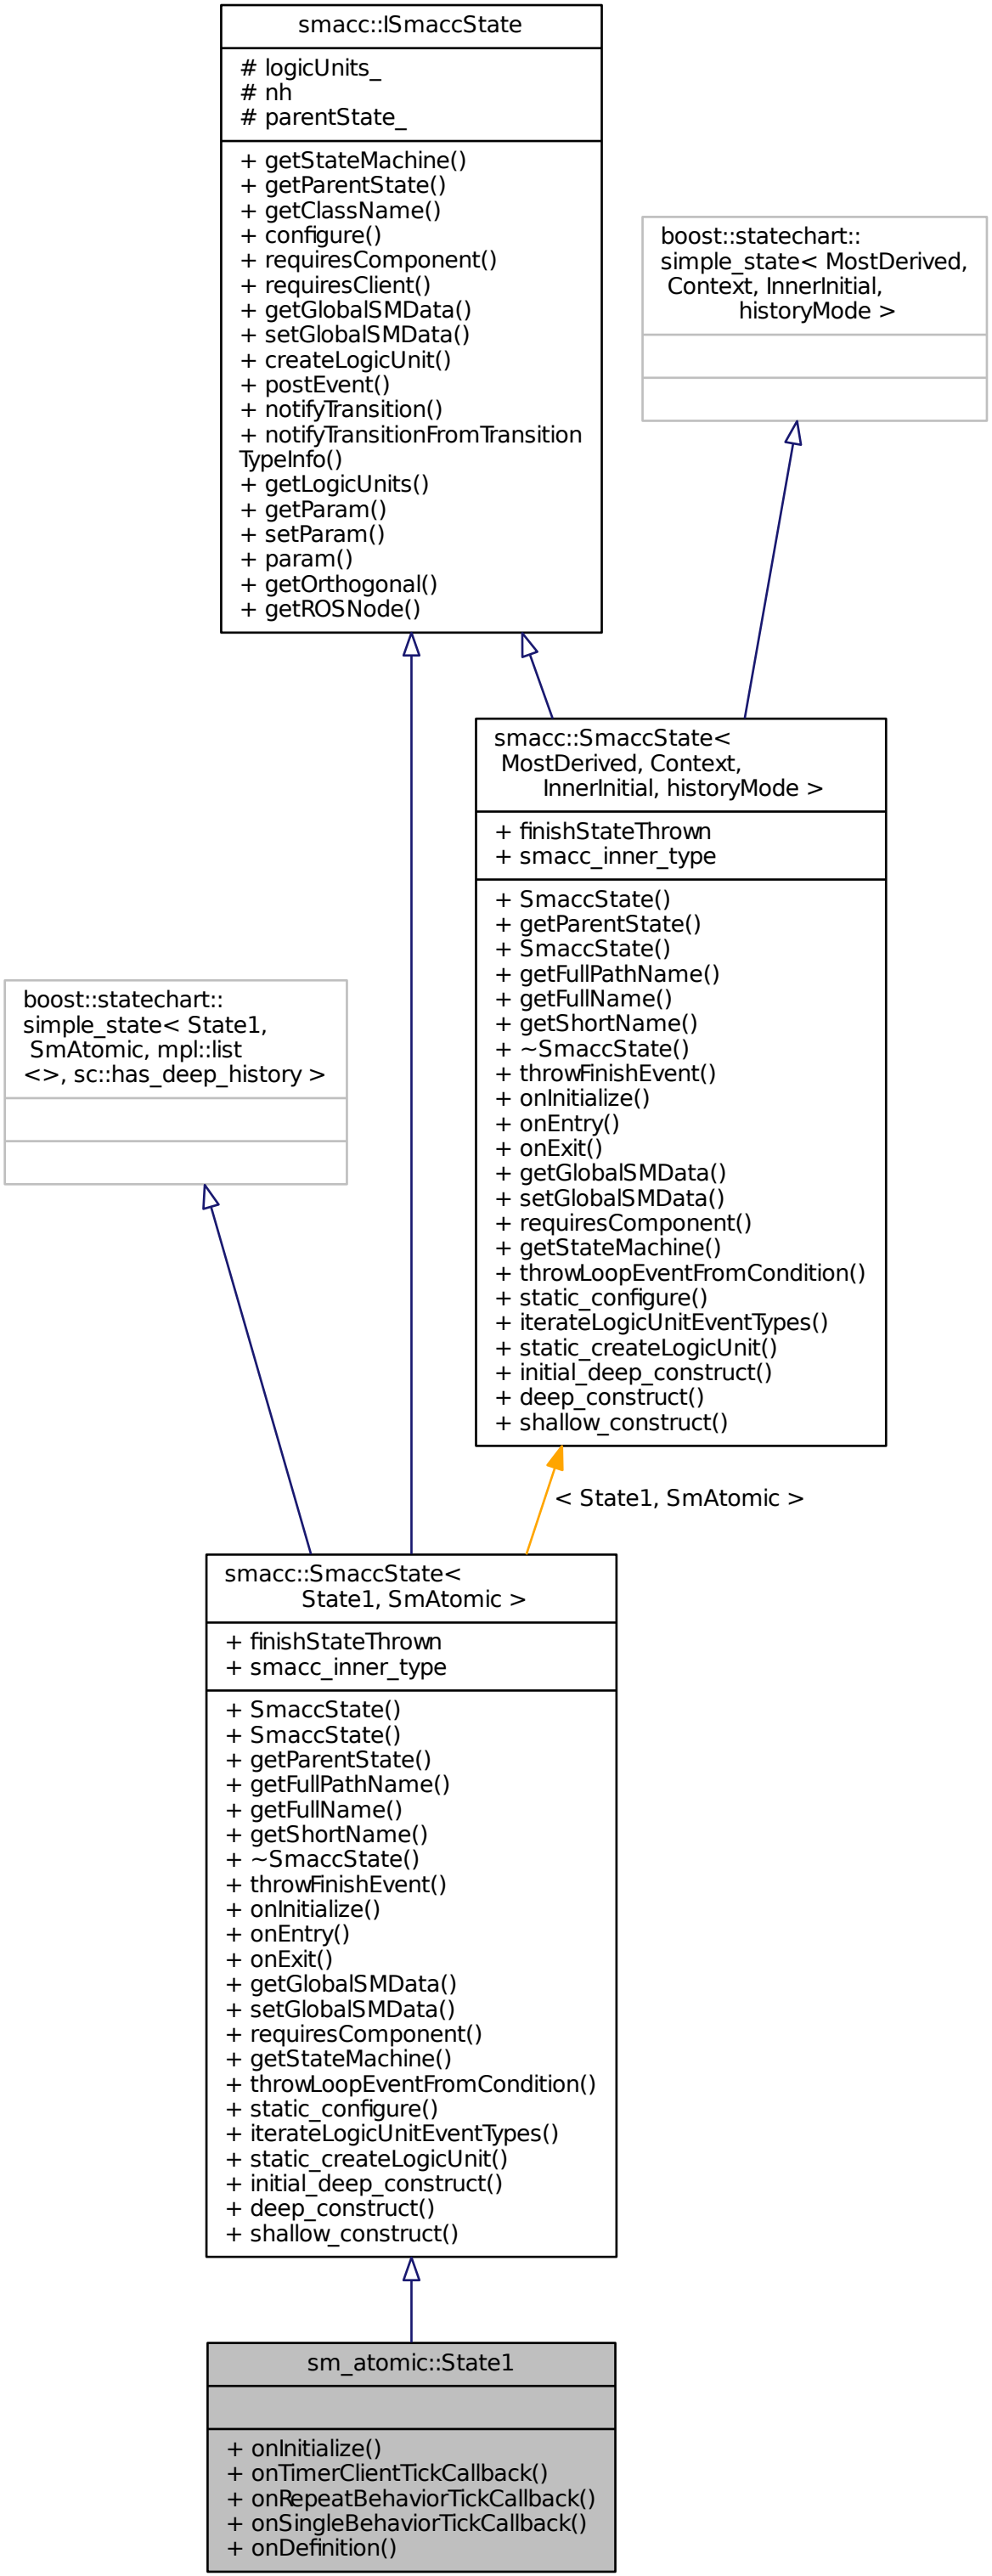 smacc::ISmaccState
# logicUnits_
# nh
# parentState_
+ getStateMachine()
+ getParentState()
+ getClassName()
+ configure()
+ requiresComponent()
+ requiresClient()
+ getGlobalSMData()
+ setGlobalSMData()
+ createLogicUnit()
+ postEvent()
+ notifyTransition()
+ notifyTransitionFromTransition
TypeInfo()
+ getLogicUnits()
+ getParam()
+ setParam()
+ param()
+ getOrthogonal()
+ getROSNode()
boost::statechart::
simple_state< MostDerived,
Context, InnerInitial,
historyMode >
smacc::SmaccState<
MostDerived, Context,
InnerInitial, historyMode >
+ finishStateThrown
+ smacc_inner_type
+ SmaccState()
+ getParentState()
+ SmaccState()
+ getFullPathName()
+ getFullName()
+ getShortName()
+ ~SmaccState()
+ throwFinishEvent()
+ onInitialize()
+ onEntry()
+ onExit()
+ getGlobalSMData()
+ setGlobalSMData()
+ requiresComponent()
+ getStateMachine()
+ throwLoopEventFromCondition()
+ static_configure()
+ iterateLogicUnitEventTypes()
+ static_createLogicUnit()
+ initial_deep_construct()
+ deep_construct()
+ shallow_construct()
boost::statechart::
simple_state< State1,
SmAtomic, mpl::list
<>, sc::has_deep_history >
< State1, SmAtomic >
smacc::SmaccState<
State1, SmAtomic >
+ finishStateThrown
+ smacc_inner_type
+ SmaccState()
+ SmaccState()
+ getParentState()
+ getFullPathName()
+ getFullName()
+ getShortName()
+ ~SmaccState()
+ throwFinishEvent()
+ onInitialize()
+ onEntry()
+ onExit()
+ getGlobalSMData()
+ setGlobalSMData()
+ requiresComponent()
+ getStateMachine()
+ throwLoopEventFromCondition()
+ static_configure()
+ iterateLogicUnitEventTypes()
+ static_createLogicUnit()
+ initial_deep_construct()
+ deep_construct()
+ shallow_construct()
sm_atomic::State1
+ onInitialize()
+ onTimerClientTickCallback()
+ onRepeatBehaviorTickCallback()
+ onSingleBehaviorTickCallback()
+ onDefinition()